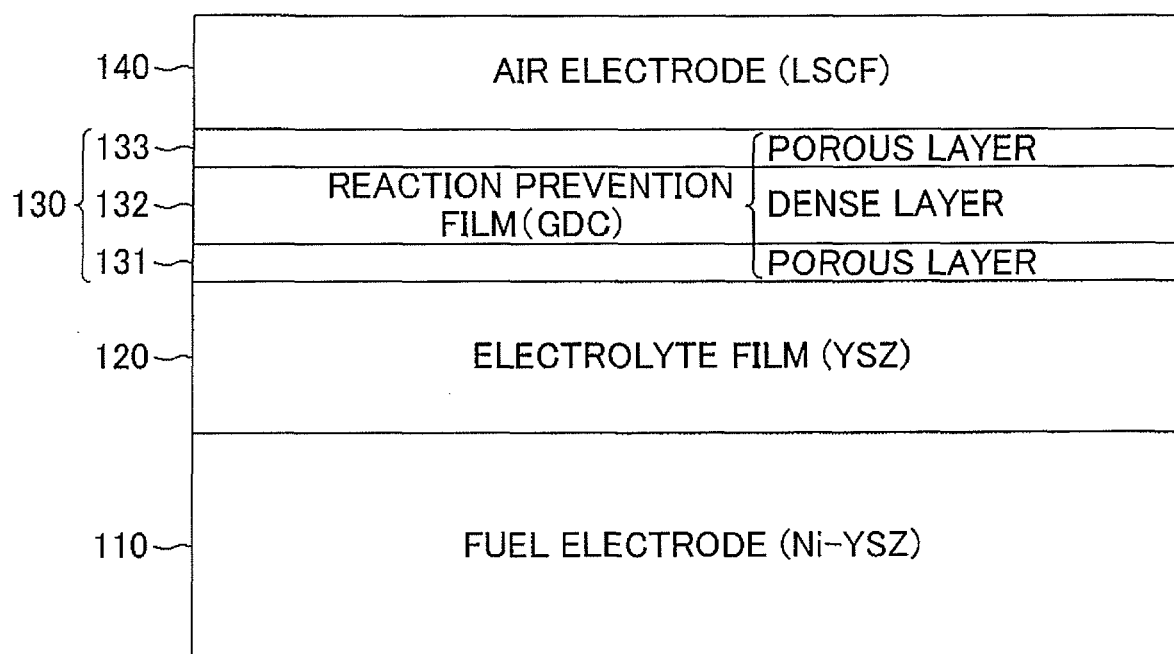 140 AIR ELECTRODE (LSCF)
133 POROUS LAYER
130 132 REACTION PREVENTION FILM(GDC) DENSE LAYER
131 POROUS LAYER
120 ELECTROLYTE FILM (YSZ)
110 FUEL ELECTRODE (Ni-YSZ)